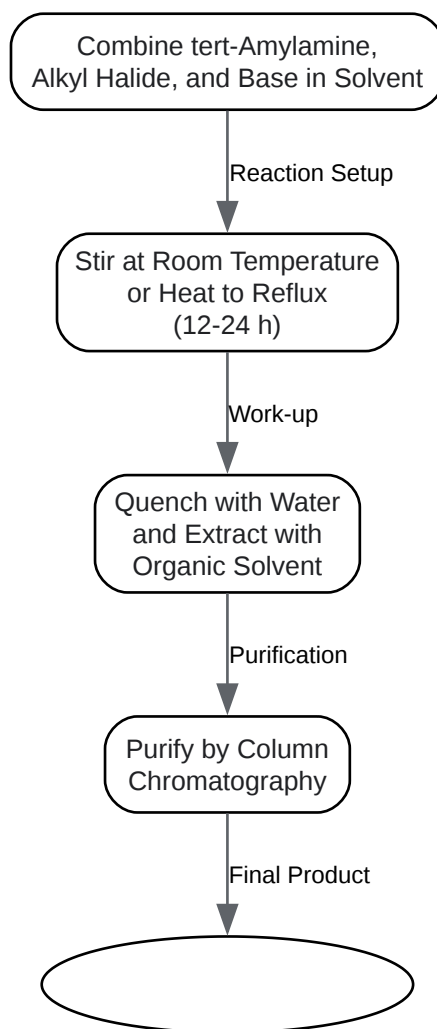 Combine tert-Amylamine,
Alkyl Halide, and Base in Solvent
Reaction Setup
Stir at Room Temperature
or Heat to Reflux
(12-24 h)
Work-up
Quench with Water
and Extract with
Organic Solvent
Purification
Purify by Column
Chromatography
Final Product